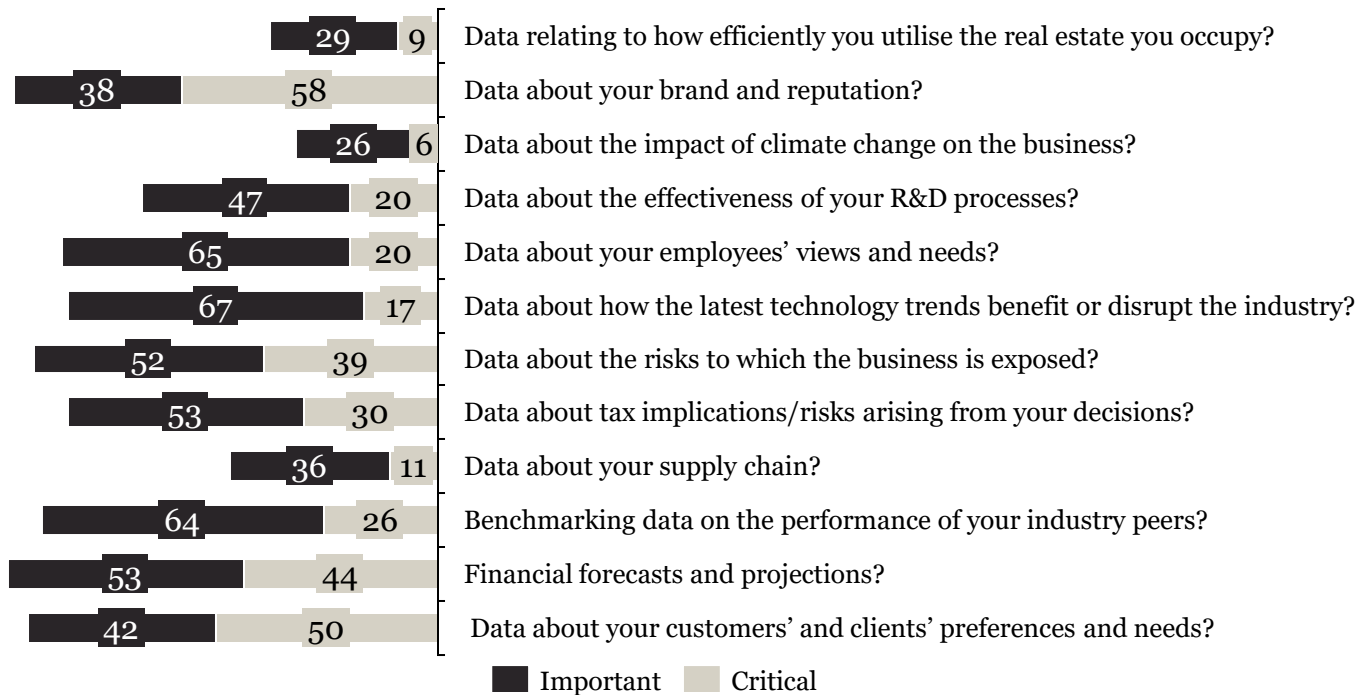 29 9 Data relating to how efficiently you utilise the real estate you occupy?
38 58 Data about your brand and reputation?
26 6 Data about the impact of climate change on the business?
47 20 Data about the effectiveness of your R&D processes?
65 20 Data about your employees’ views and needs?
67 17 Data about how the latest technology trends benefit or disrupt the industry?
52 39 Data about the risks to which the business is exposed?
53 30 Data about tax implications/risks arising from your decisions?
36 11 Data about your supply chain?
64 26 Benchmarking data on the performance of your industry peers?
53 44 Financial forecasts and projections?
42 50 Data about your customers’ and clients’ preferences and needs?
Important Critical